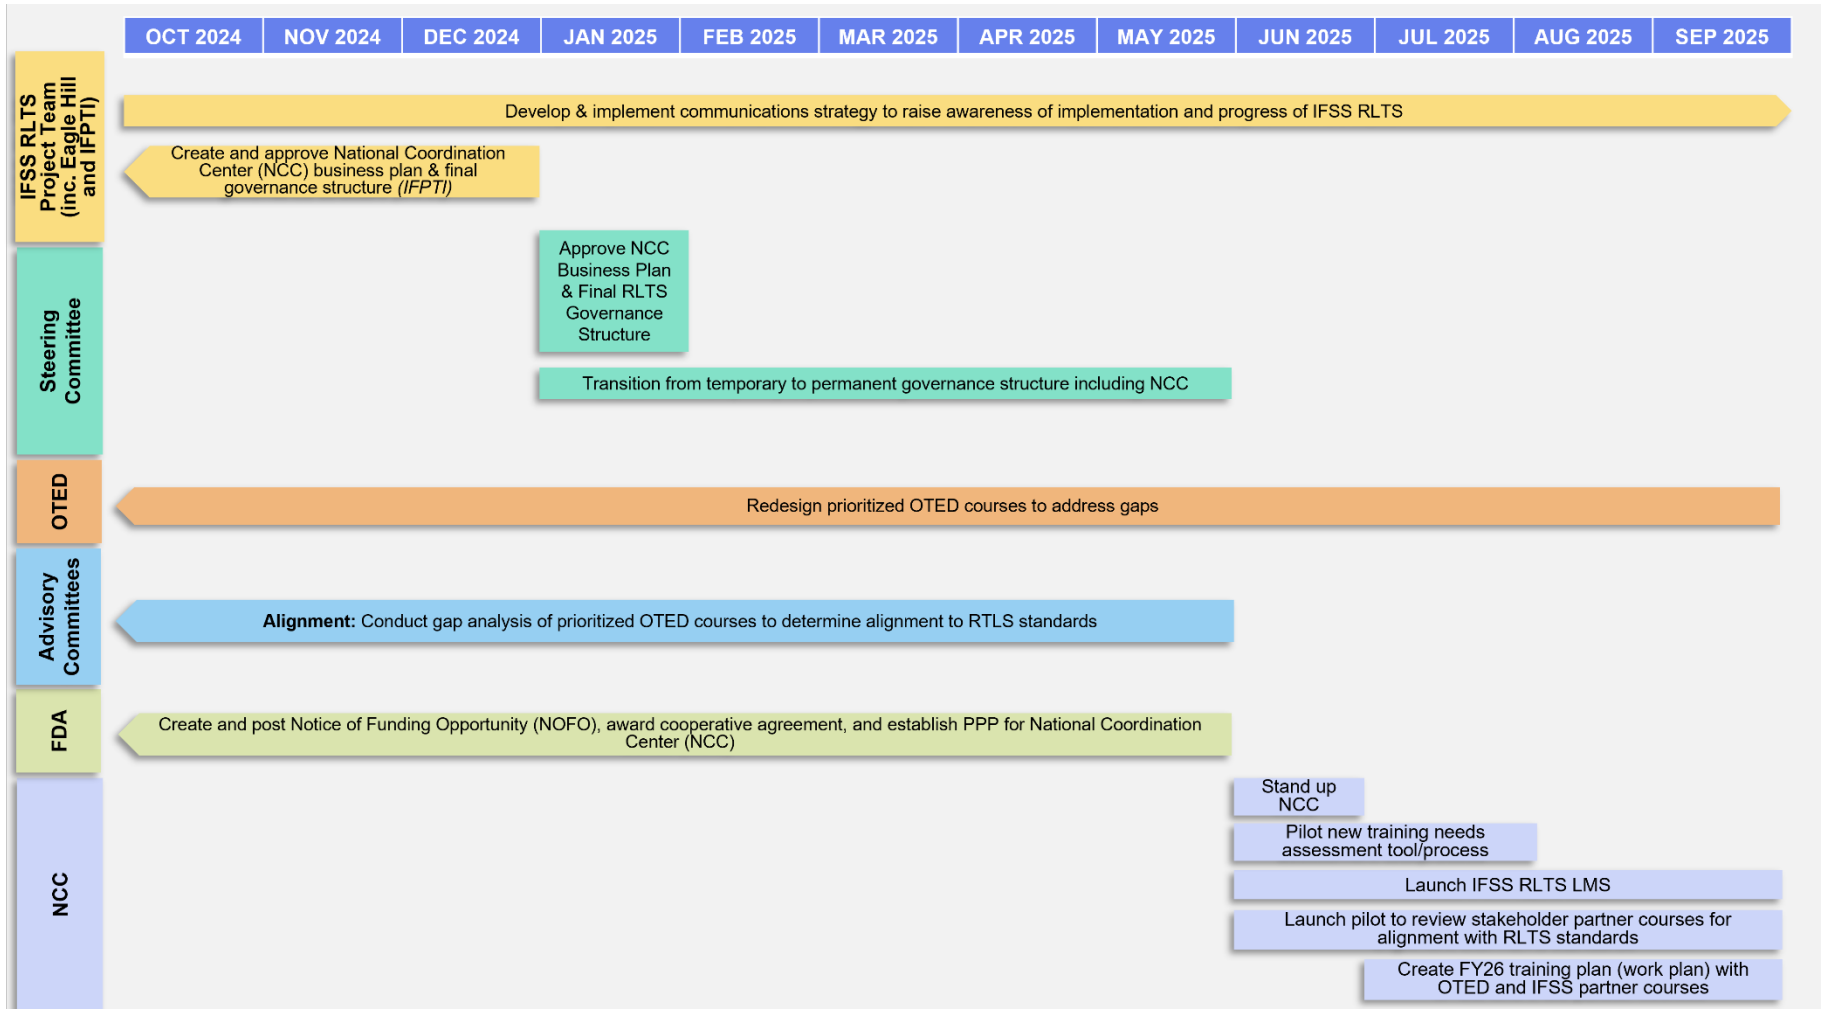 OCT 2024
NOV 2024
DEC 2024
JAN 2025
FEB 2025
MAR 2025
APR 2025
MAY 2025
JUN 2025
JUL 2025
AUG 2025
SEP 2025
IFSS RLTS
Project Team
(inc. Eagle Hill
and IFPTI)
Develop & implement communications strategy to raise awareness of implementation and progress of IFSS RLTS
Create and approve National Coordination
Center (NCC) business plan & final
governance structure (IFPTI)
Steering
Committee
Approve NCC
Business Plan
& Final RLTS
Governance
Structure
Transition from temporary to permanent governance structure including NCC
OTED
Redesign prioritized OTED courses to address gaps
Advisory
Committees
Alignment: Conduct gap analysis of prioritized OTED courses to determine alignment to RTLS standards
FDA
Create and post Notice of Funding Opportunity (NOFO), award cooperative agreement, and establish PPP for National Coordination
Center (NCC)
NCC
Stand up
NCC
Pilot new training needs
assessment tool/process
Launch IFSS RLTS LMS
Launch pilot to review stakeholder partner courses for
alignment with RLTS standards
Create FY26 training plan (work plan) with
OTED and IFSS partner courses